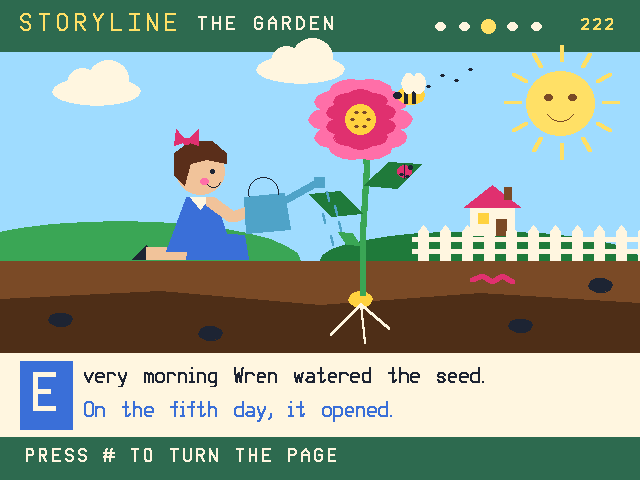 STORYLINE THE GARDEN 222
Every morning Wren watered the seed.
On the fifth day, it opened.
PRESS # TO TURN THE PAGE